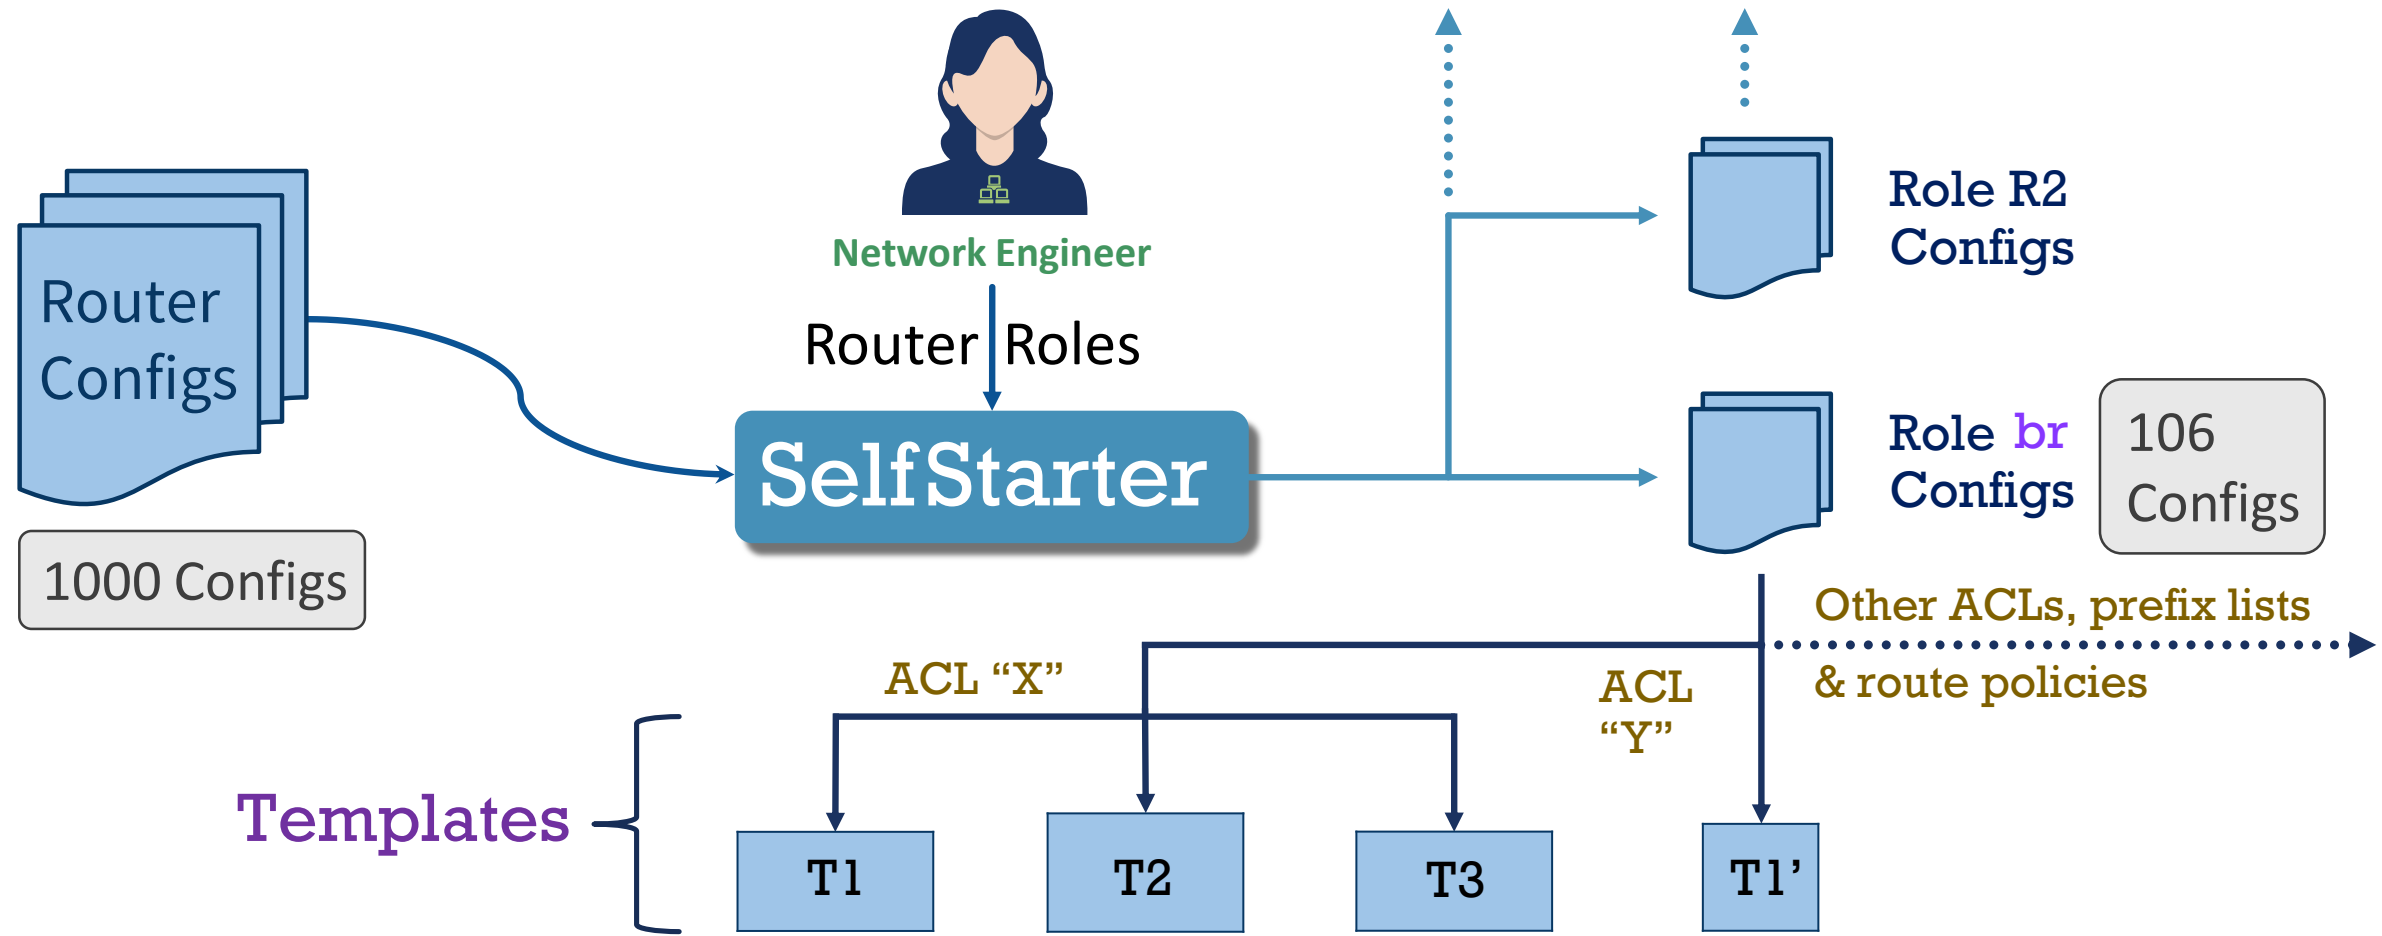 Network Engineer
Router Roles
Router
Configs
1000 Configs
SelfStarter
Role R2
Configs
Role br
Configs
106
Configs
Other ACLs, prefix lists
& route policies
ACL “X”
ACL
“Y”
Templates
T1
T2
T3
T1’